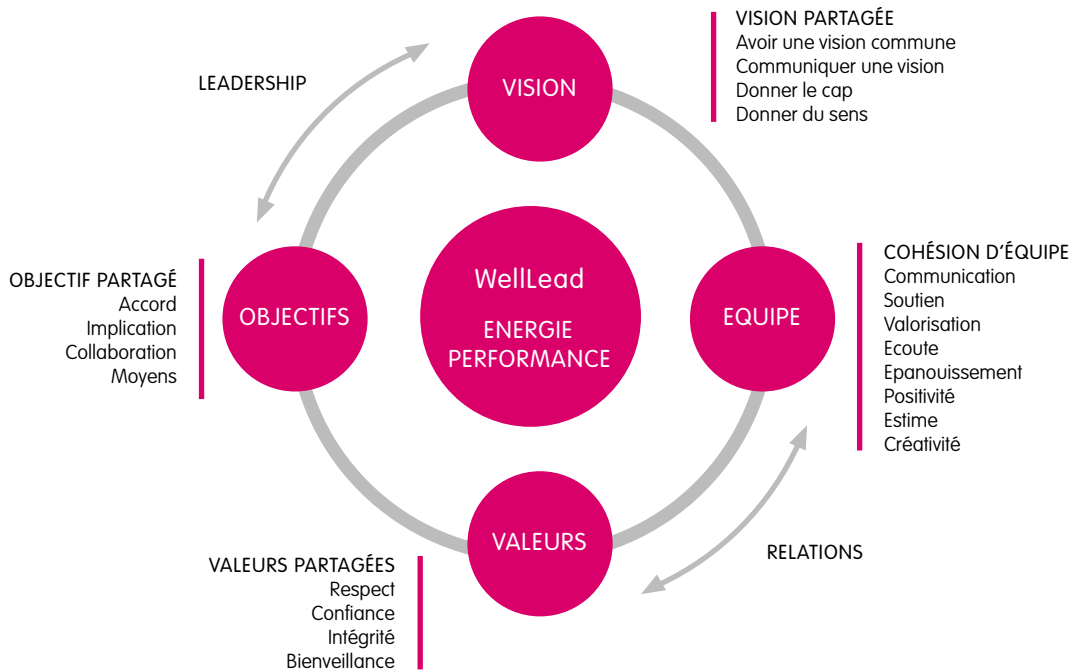 VISION PARTAGÉE
Avoir une vision commune
Communiquer une vision
Donner le cap
Donner du sens
LEADERSHIP
VISION
OBJECTIF PARTAGÉ
Accord
Implication
Collaboration
Moyens
OBJECTIFS
WellLead
ENERGIE
PERFORMANCE
EQUIPE
COHÉSION D'ÉQUIPE
Communication
Soutien
Valorisation
Ecoute
Epanouissement
Positivité
Estime
Créativité
VALEURS
RELATIONS
VALEURS PARTAGÉES
Respect
Confiance
Intégrité
Bienveillance